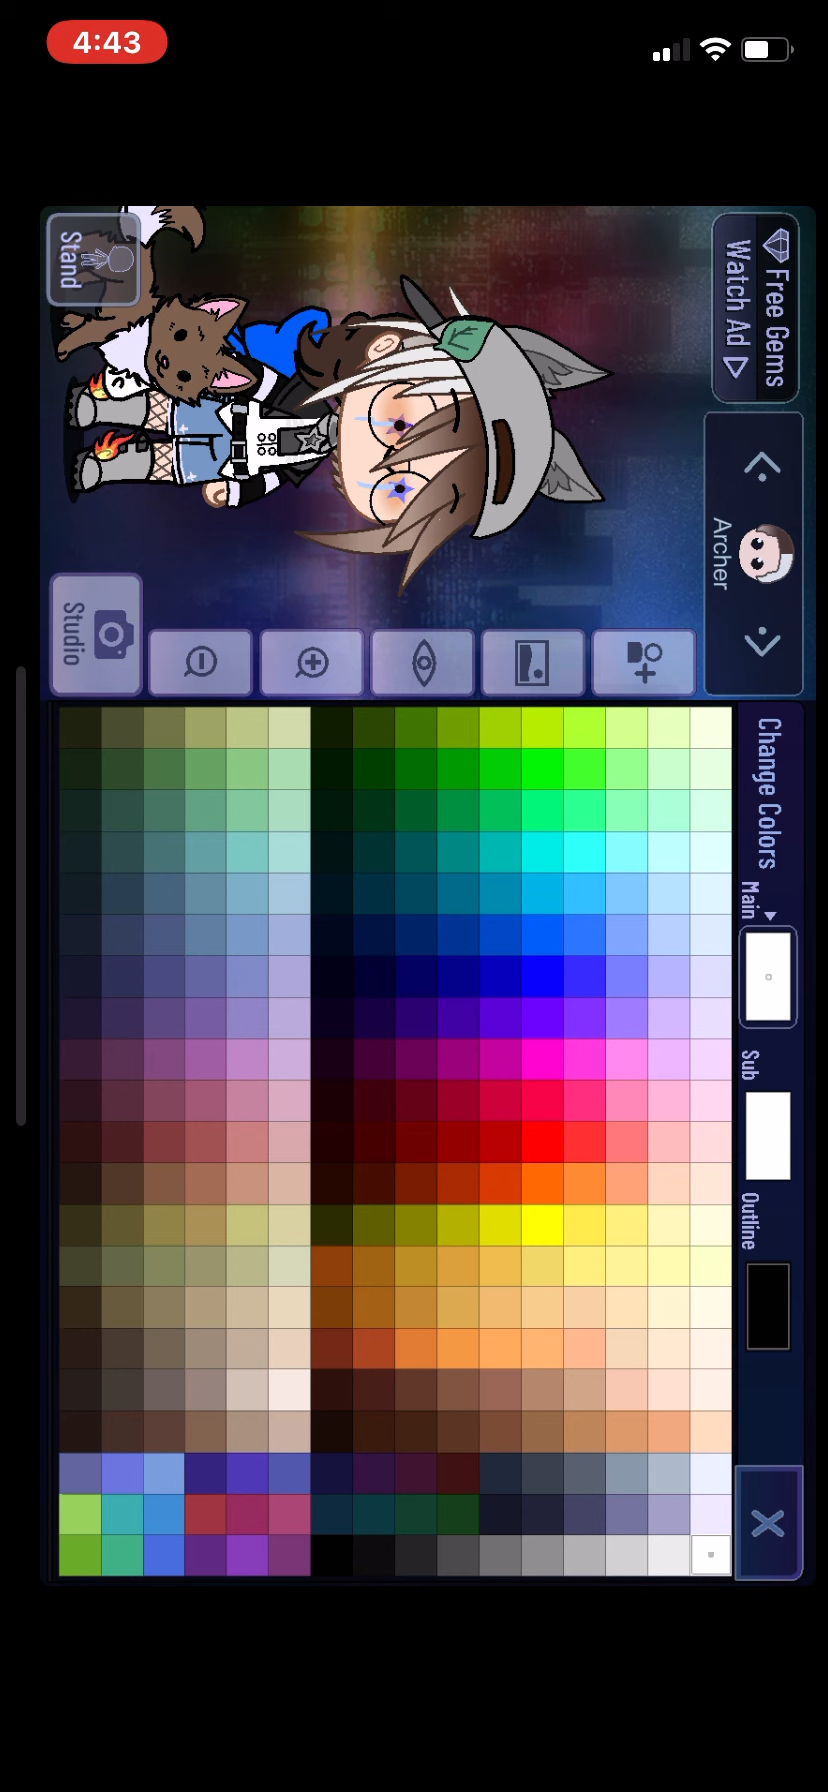 4:43
Free Gems
Watch Ad
Archer
Stand
Studio
Change Colors
Main
Sub
Outline
X